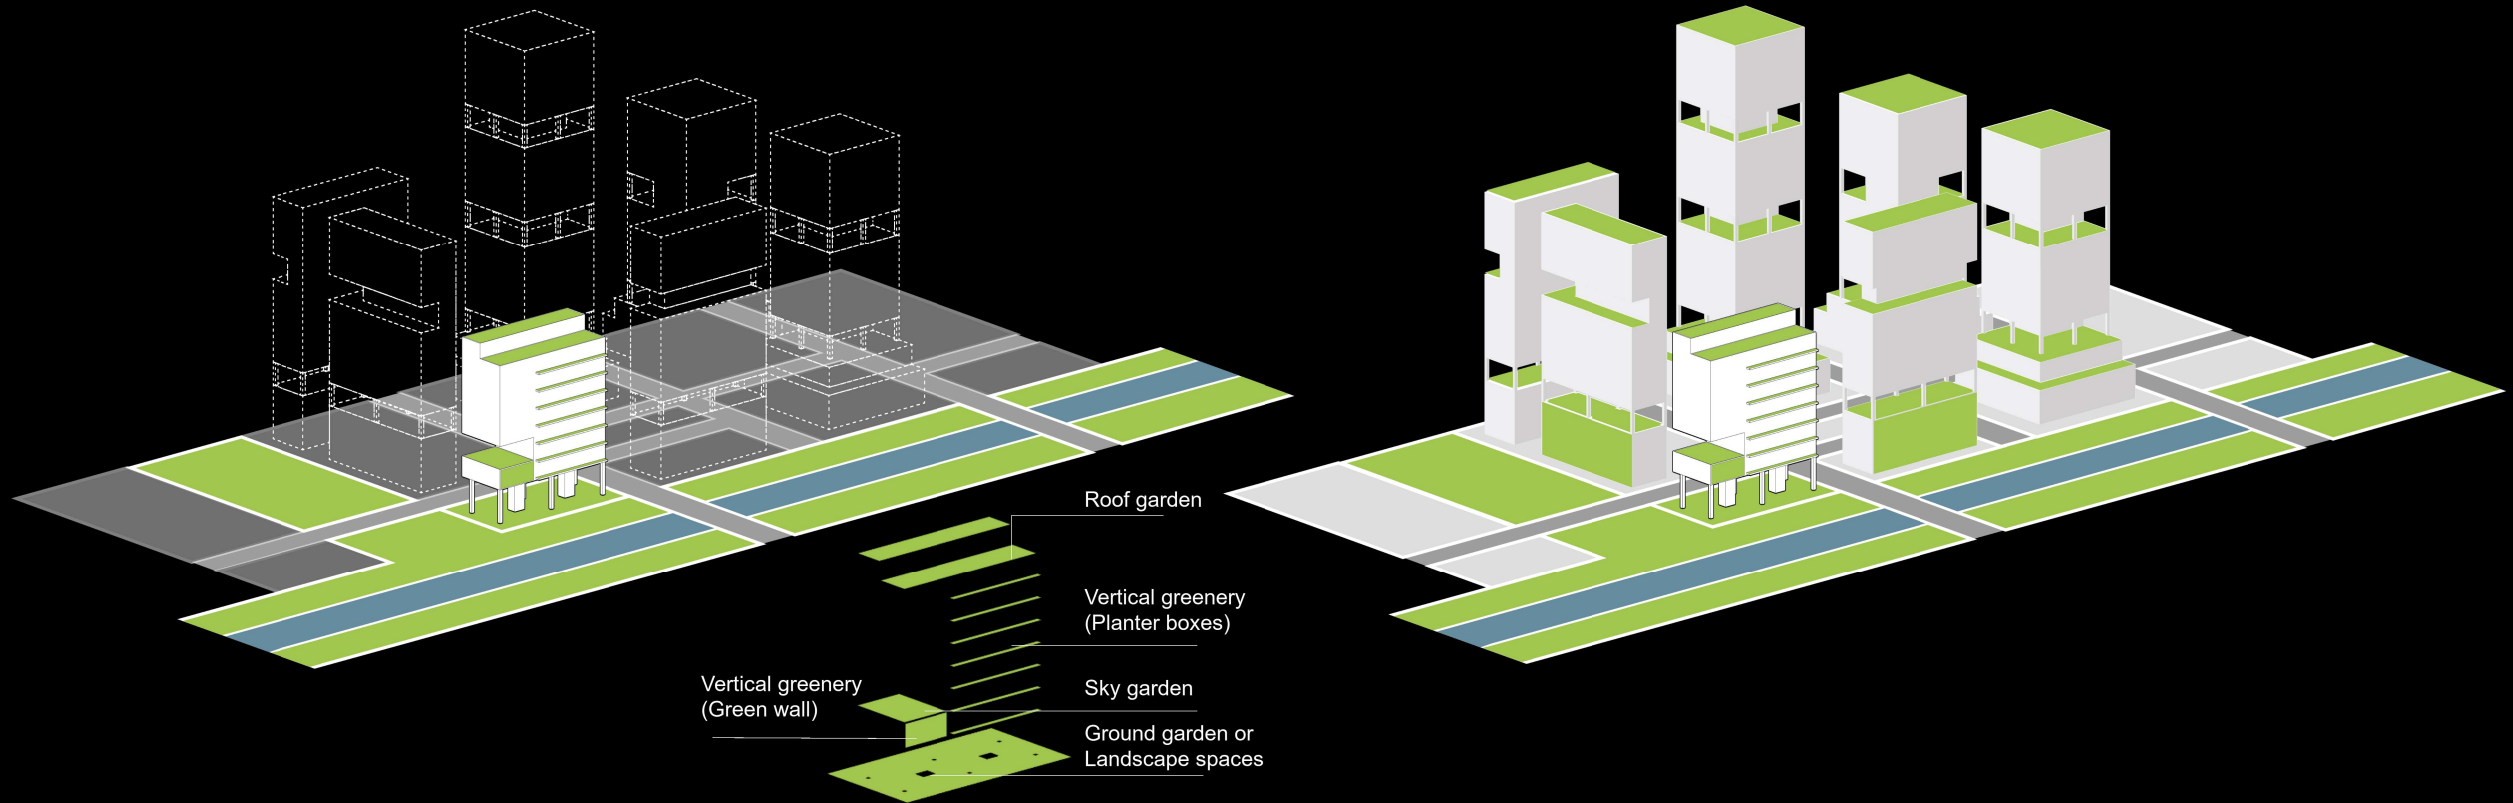 Roof garden
Vertical greenery
(Planter boxes)
Vertical greenery
(Green wall)
Sky garden
Ground garden or
Landscape spaces